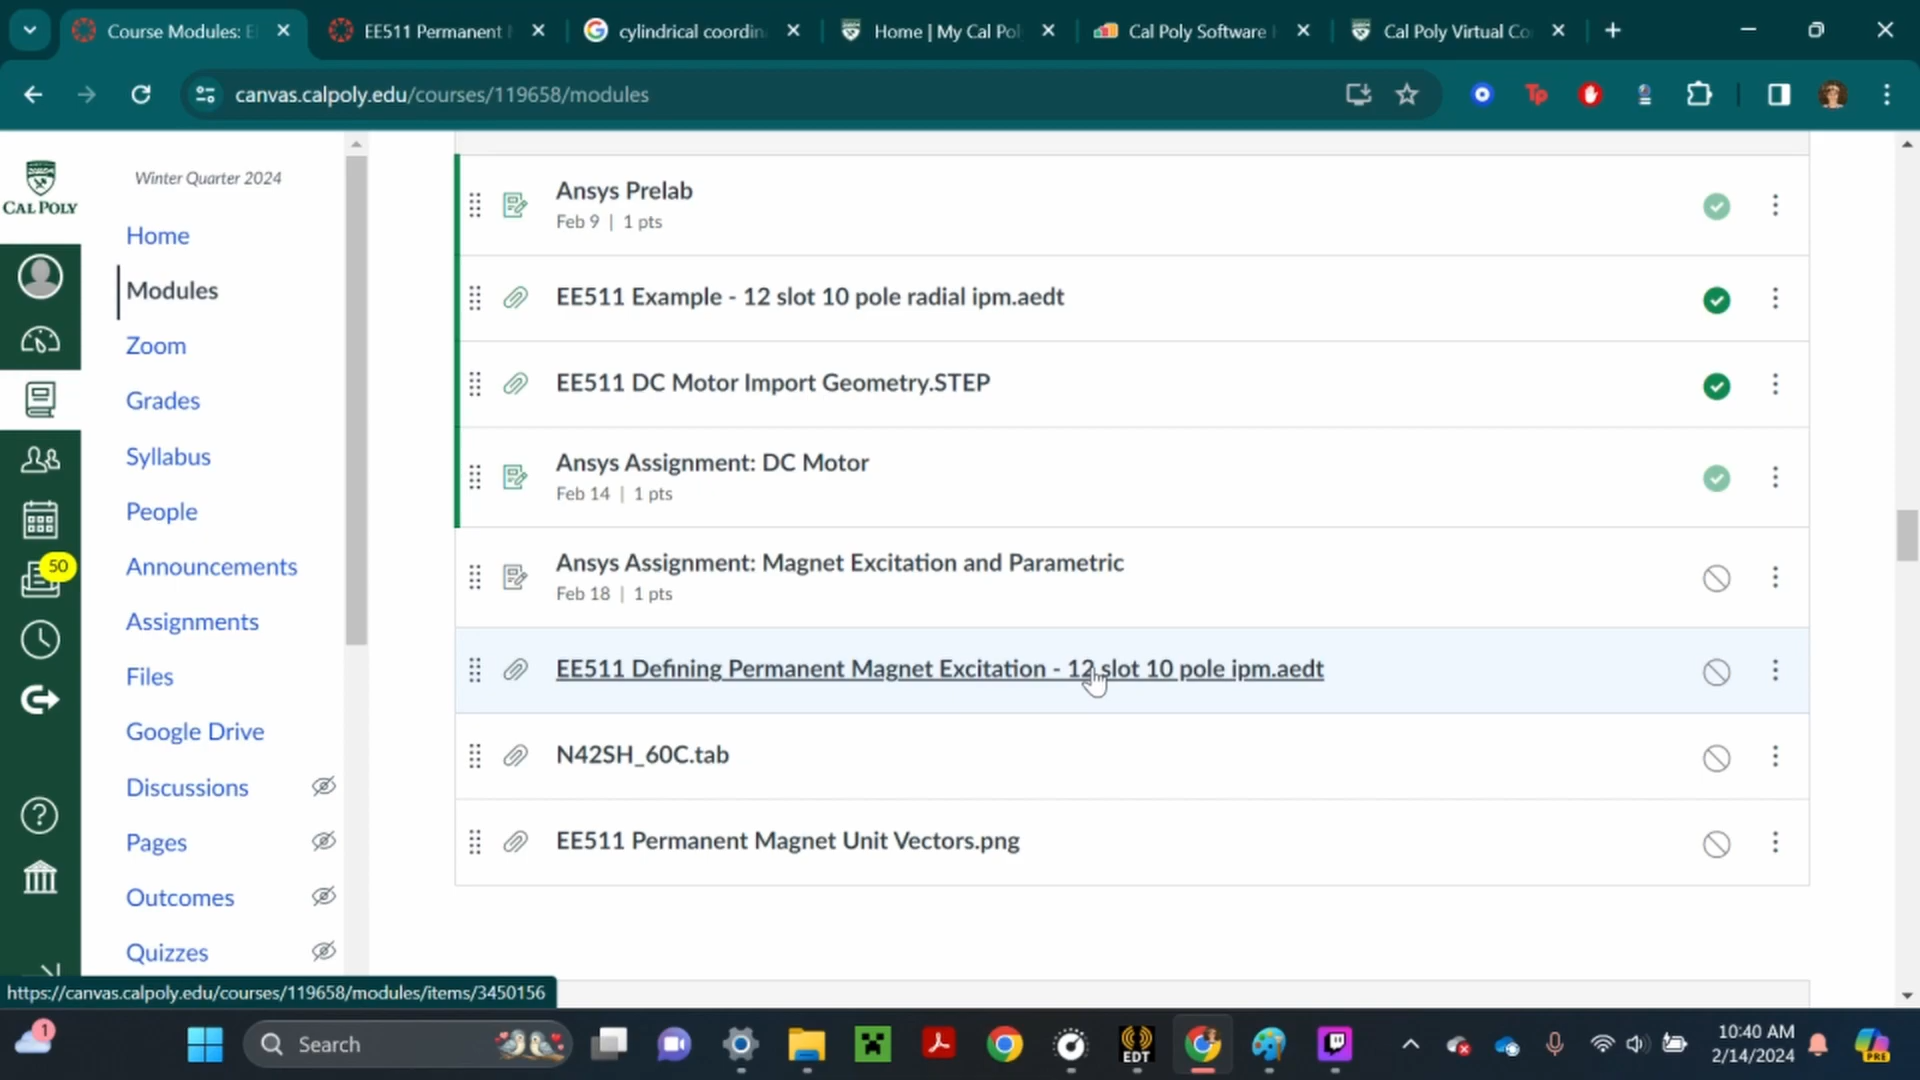 Course Modules: E
EE511 Permanent
cylindrical coordin
Home | My Cal Pol
Cal Poly Software
Cal Poly Virtual Co
canvas.calpoly.edu/courses/119658/modules
Tp
CAL POLY
50
Winter Quarter 2024
Home
Modules
Zoom
Grades
Syllabus
People
Announcements
Assignments
Files
Google Drive
Discussions
Pages
Outcomes
Quizzes
Ansys Prelab
Feb 9 | 1 pts
EE511 Example - 12 slot 10 pole radial ipm.aedt
EE511 DC Motor Import Geometry.STEP
Ansys Assignment: DC Motor
Feb 14 | 1 pts
Ansys Assignment: Magnet Excitation and Parametric
Feb 18 | 1 pts
EE511 Defining Permanent Magnet Excitation - 12 slot 10 pole ipm.aedt
N42SH_60C.tab
EE511 Permanent Magnet Unit Vectors.png
https://canvas.calpoly.edu/courses/119658/modules/items/3450156
1
Search
EDT
10:40 AM
2/14/2024
PRE